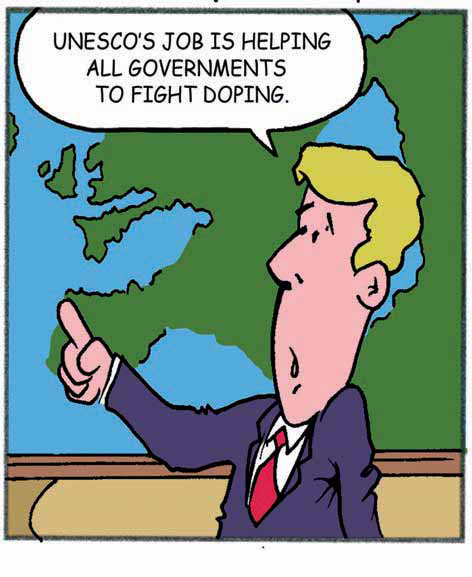 UNESCO'S JOB IS HELPING
ALL GOVERNMENTS
TO FIGHT DOPING.